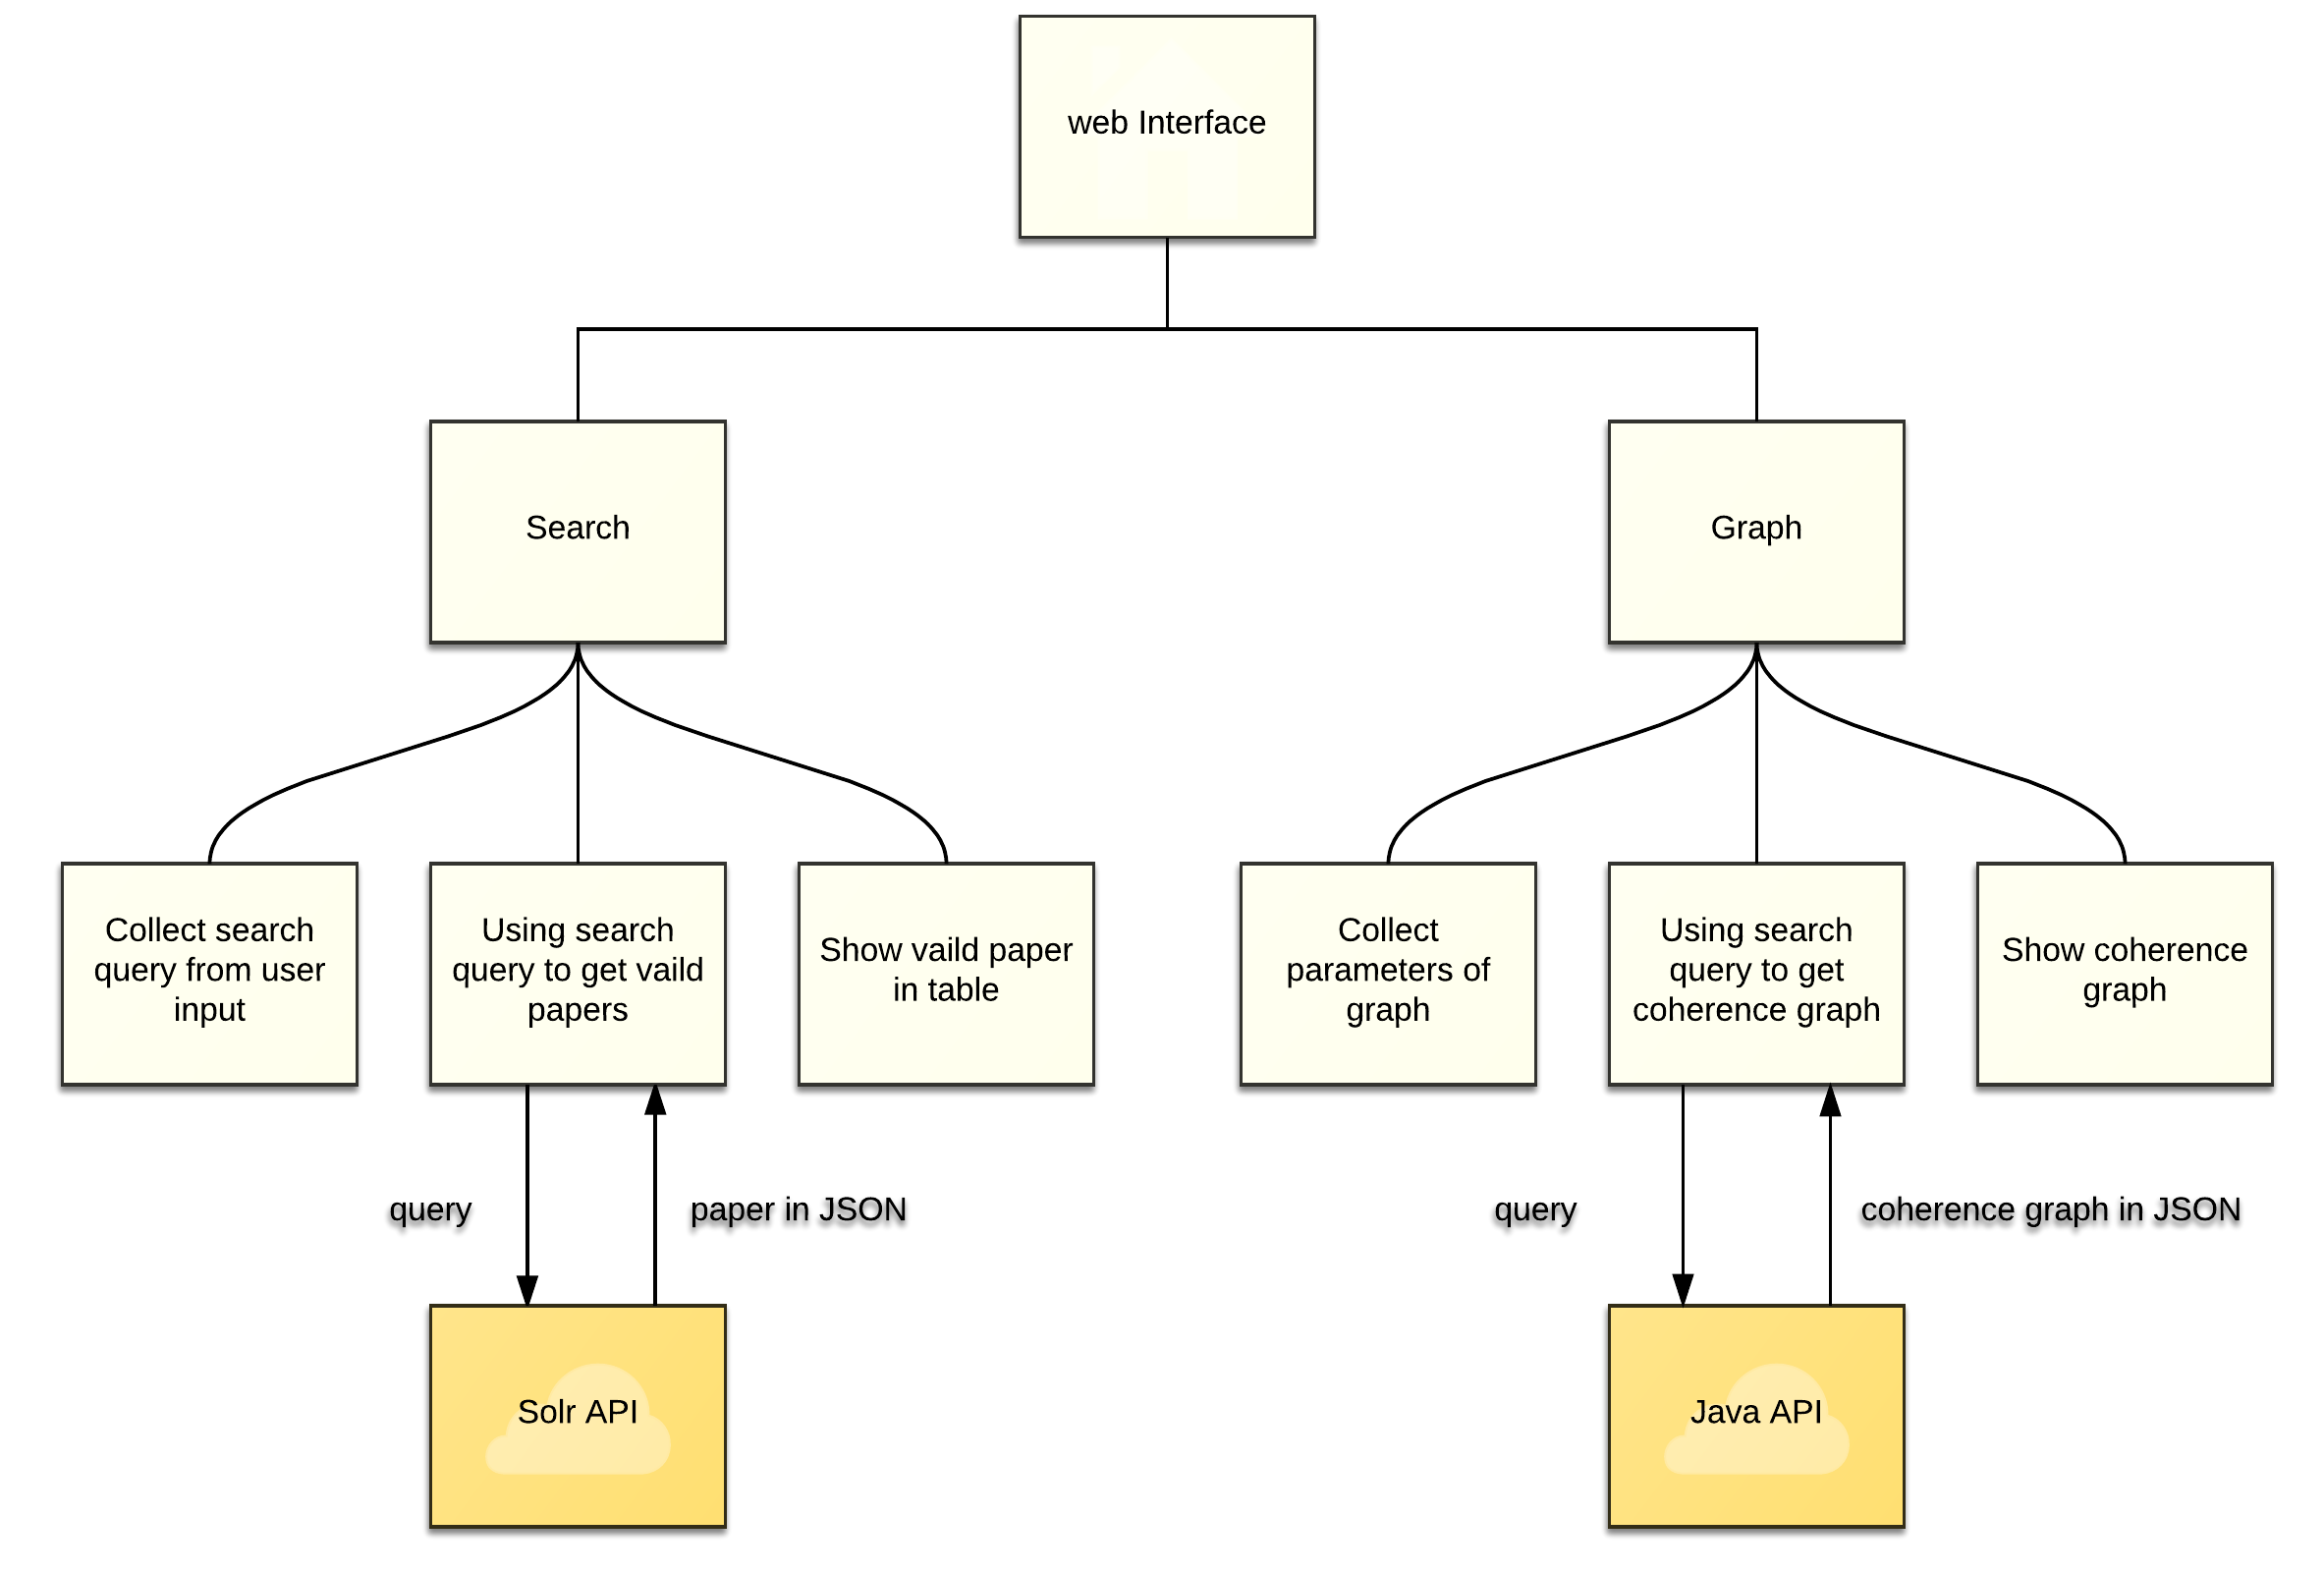 web Interface
Search
Graph
Collect search
query from user
input
Using search
query to get vaild
papers
Show vaild paper
in table
Collect
parameters of
graph
Using search
query to get
coherence graph
Show coherence
graph
query
paper in JSON
query
coherence graph in JSON
Solr API
Java API